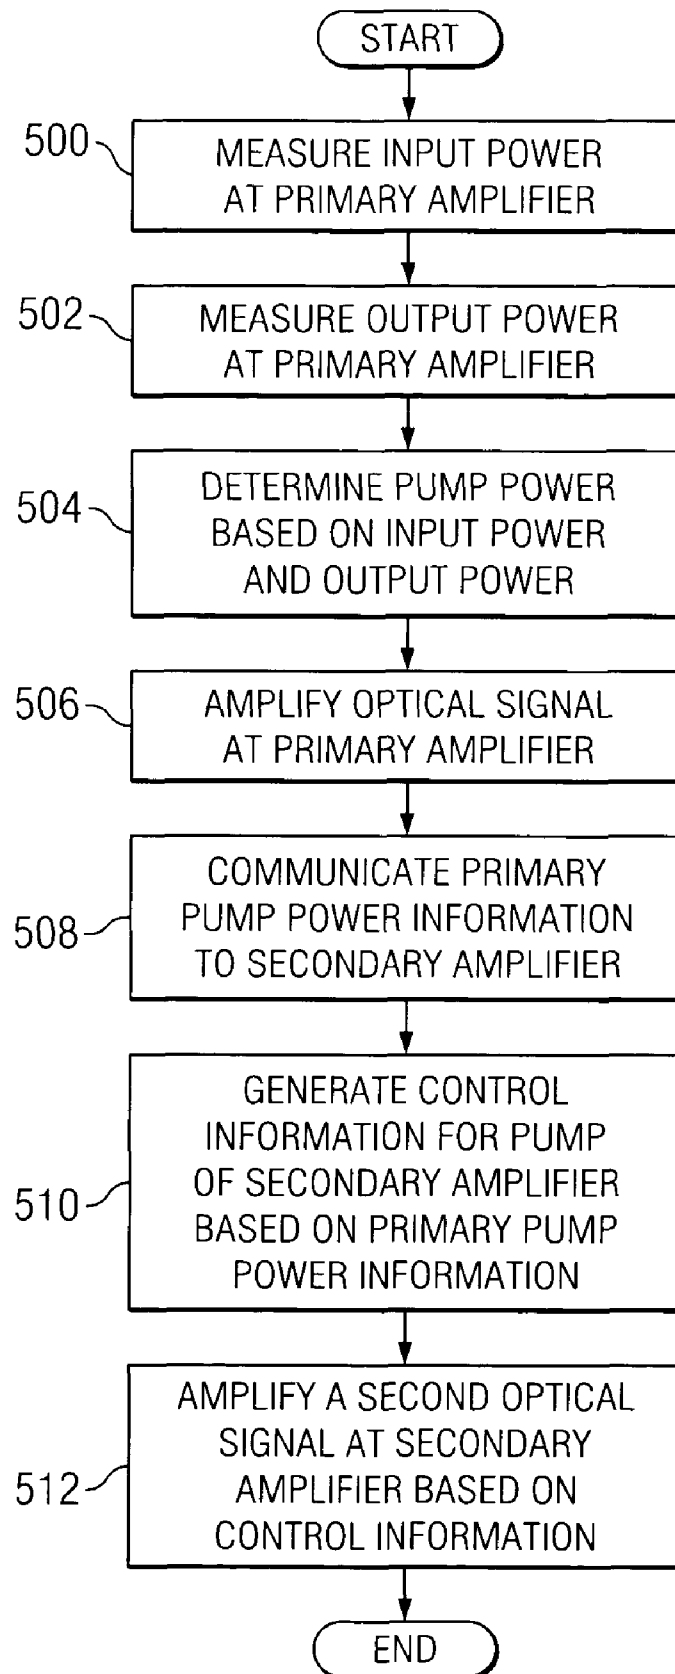 START
500
MEASURE INPUT POWER
AT PRIMARY AMPLIFIER
502
MEASURE OUTPUT POWER
AT PRIMARY AMPLIFIER
504
DETERMINE PUMP POWER
BASED ON INPUT POWER
AND OUTPUT POWER
506
AMPLIFY OPTICAL SIGNAL
AT PRIMARY AMPLIFIER
508
COMMUNICATE PRIMARY
PUMP POWER INFORMATION
TO SECONDARY AMPLIFIER
510
GENERATE CONTROL
INFORMATION FOR PUMP
OF SECONDARY AMPLIFIER
BASED ON PRIMARY PUMP
POWER INFORMATION
512
AMPLIFY A SECOND OPTICAL
SIGNAL AT SECONDARY
AMPLIFIER BASED ON
CONTROL INFORMATION
END